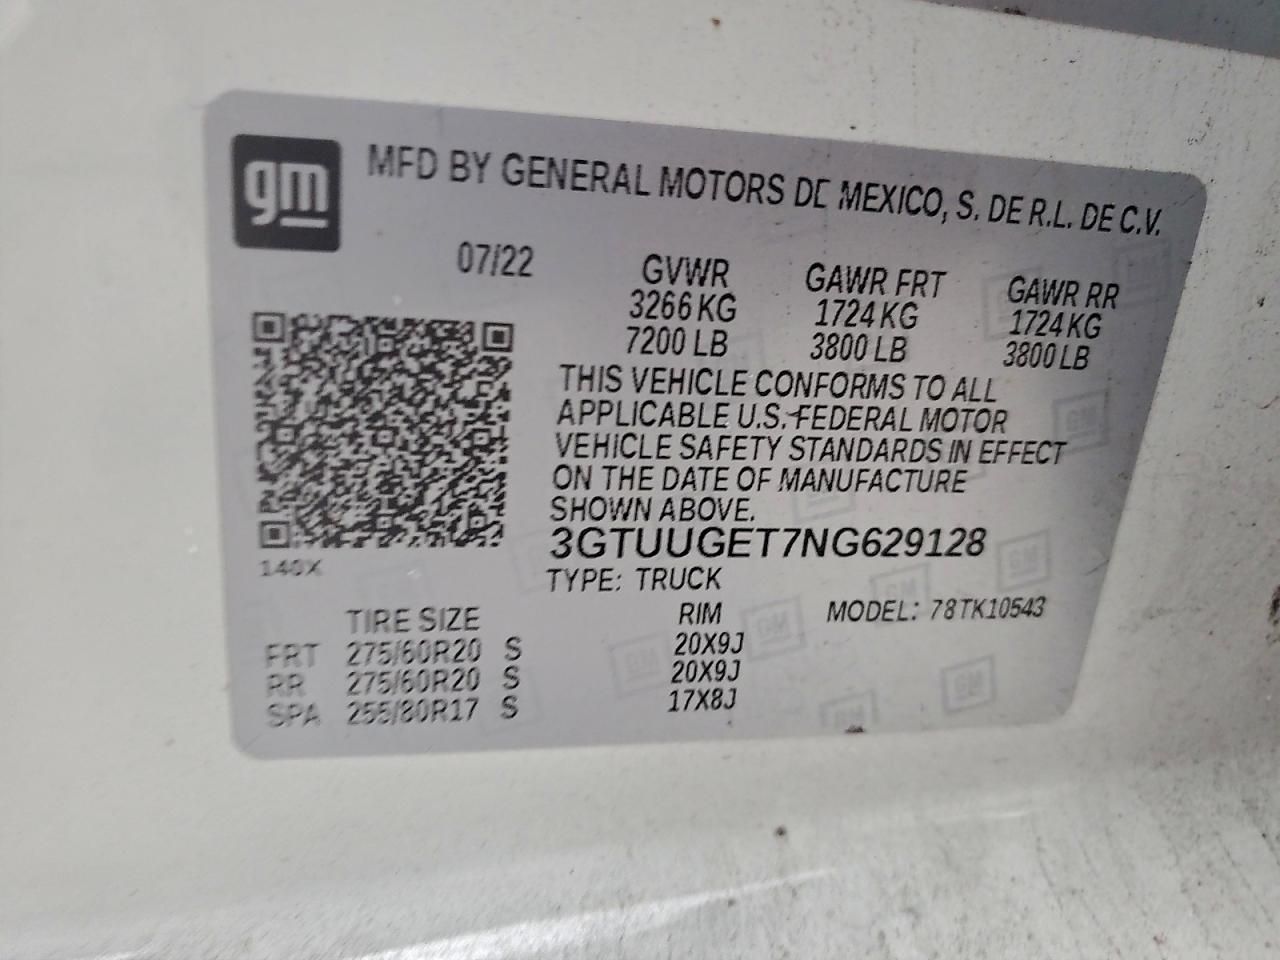 gm
MFD BY GENERAL MOTORS DE MEXICO, S. DE R.L. DE C.V.
07/22
GVWR GAWR FRT GAWR RR
3266 KG 1724 KG 1724 KG
7200 LB 3800 LB 3800 LB
THIS VEHICLE CONFORMS TO ALL
APPLICABLE U.S. FEDERAL MOTOR
VEHICLE SAFETY STANDARDS IN EFFECT
ON THE DATE OF MANUFACTURE
SHOWN ABOVE.
3GTUUGET7NG629128
140X
TYPE: TRUCK
TIRE SIZE RIM MODEL: 78TK10543
FRT 275/60R20 S 20X9J
RR 275/60R20 S 20X9J
SPA 255/80R17 S 17X8J